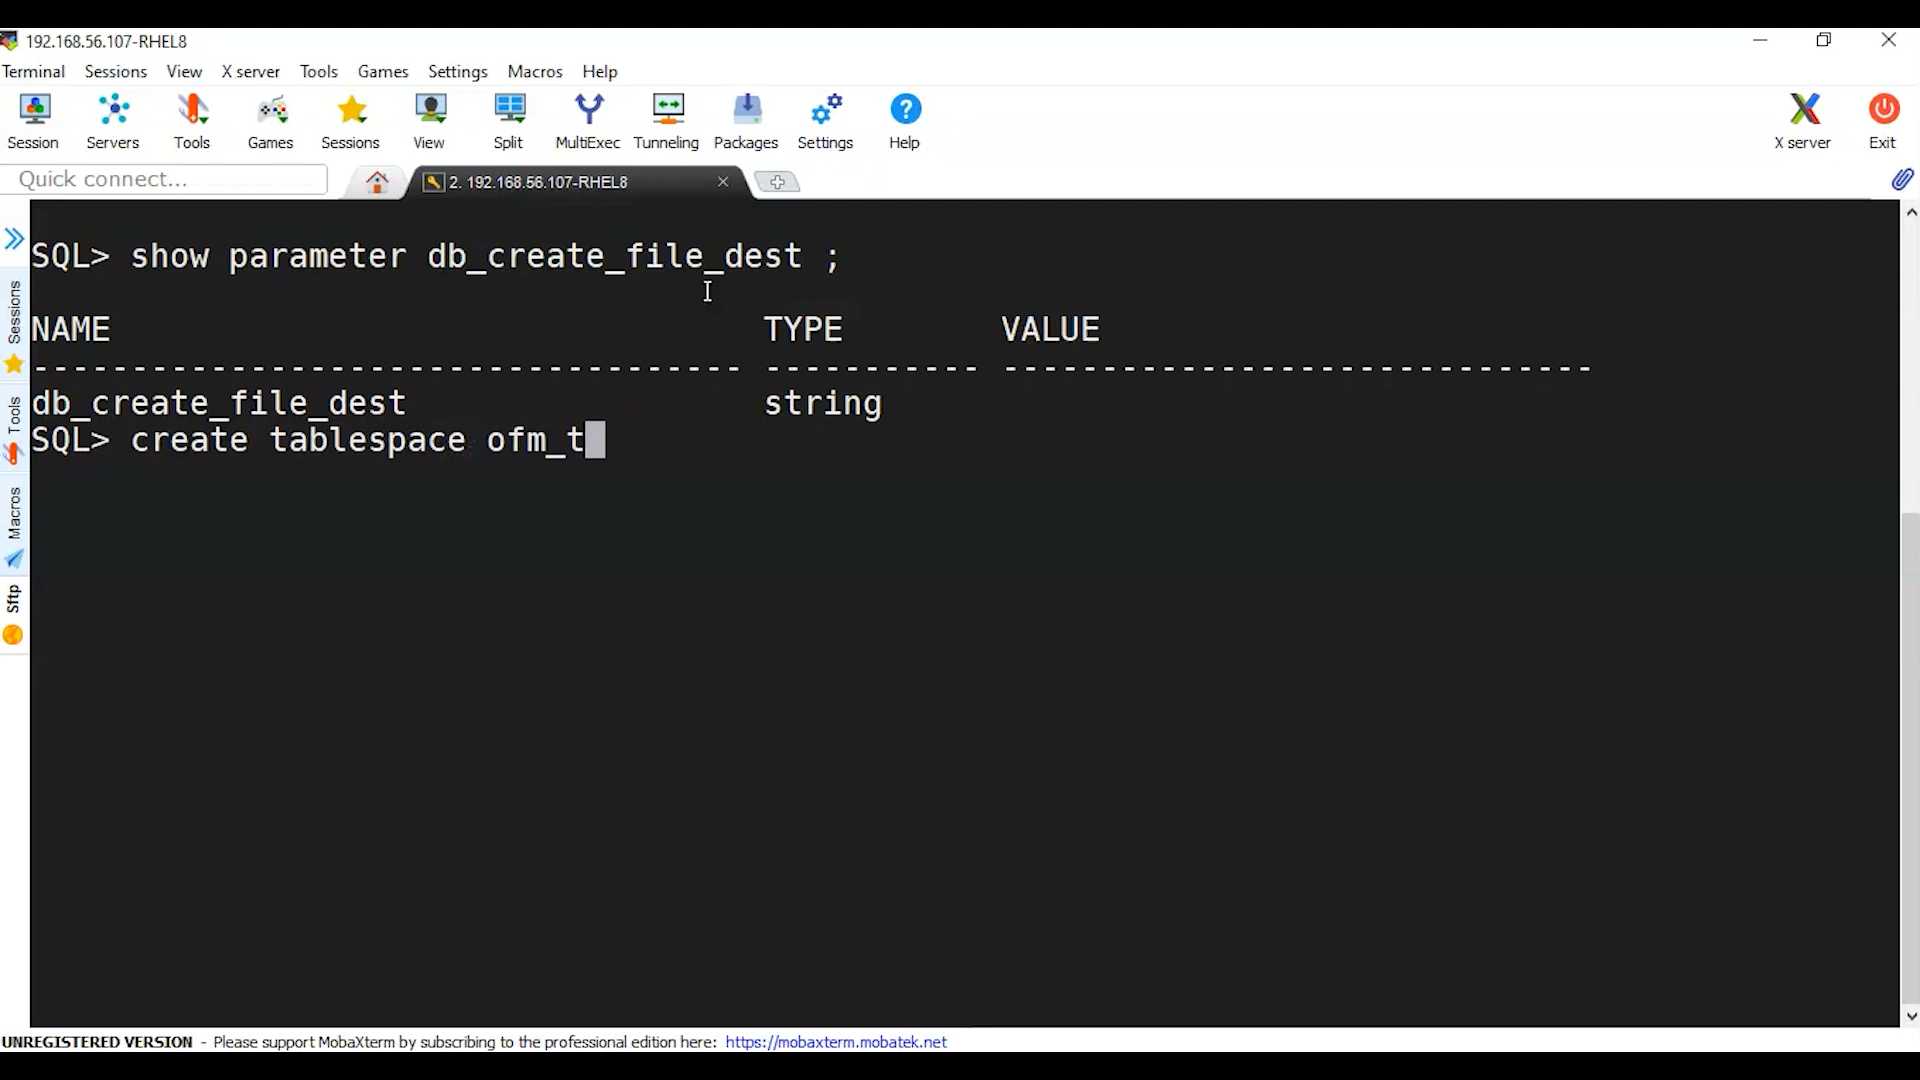 192.168.56.107-RHEL8
Terminal Sessions View X server Tools Games Settings Macros Help
Session Servers Tools Games Sessions View Split MultiExec Tunneling Packages Settings Help X server Exit
Quick connect... 2. 192.168.56.107-RHEL8
Sessions
Tools
Macros
Sftp
SQL> show parameter db_create_file_dest ;
NAME TYPE VALUE
------------------------------------ ----------- ------------------------------
db_create_file_dest string
SQL> create tablespace ofm_t
UNREGISTERED VERSION - Please support MobaXterm by subscribing to the professional edition here: https://mobaxterm.mobatek.net